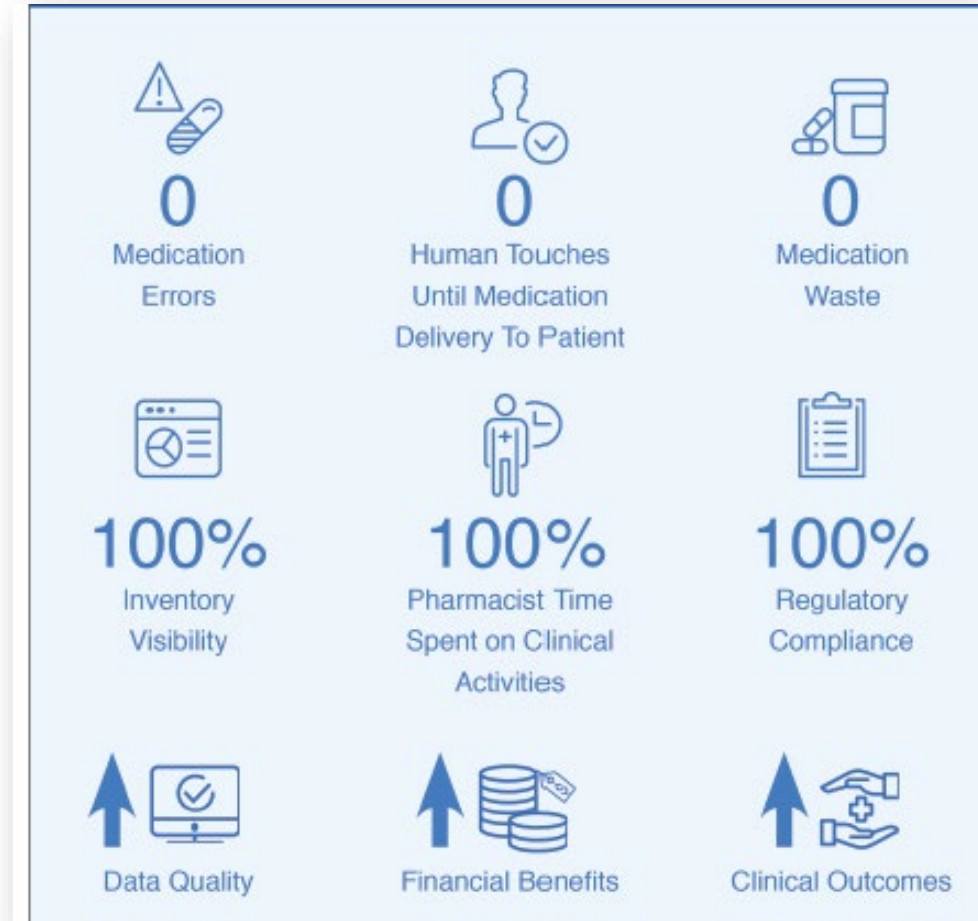 0
Medication
Errors
0
Human Touches
Until Medication
Delivery To Patient
0
Medication
Waste
100%
Inventory
Visibility
100%
Pharmacist Time
Spent on Clinical
Activities
100%
Regulatory
Compliance
Data Quality
Financial Benefits
Clinical Outcomes